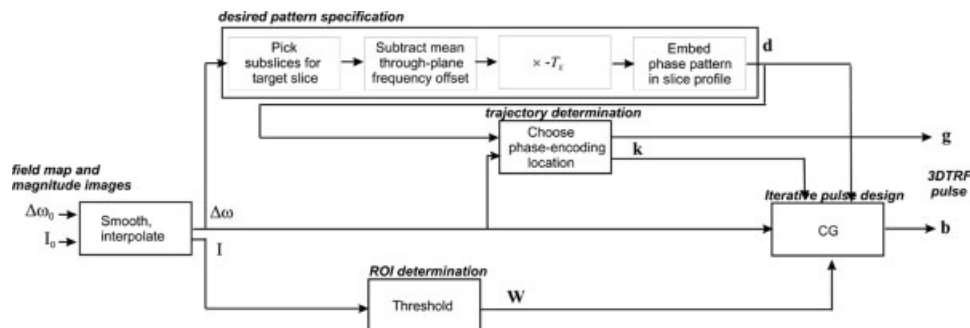 desired pattern specification
Pick
subslices for
target slice
Subtract mean
through-plane
frequency offset
× -Tε
Embed
phase pattern
in slice profile
d
trajectory determination
Choose
phase-encoding
location
g
k
field map and
magnitude images
Δω₀
I₀
Smooth,
interpolate
Δω
I
3DTRF
pulse
Iterative pulse design
CG
b
ROI determination
Threshold
W